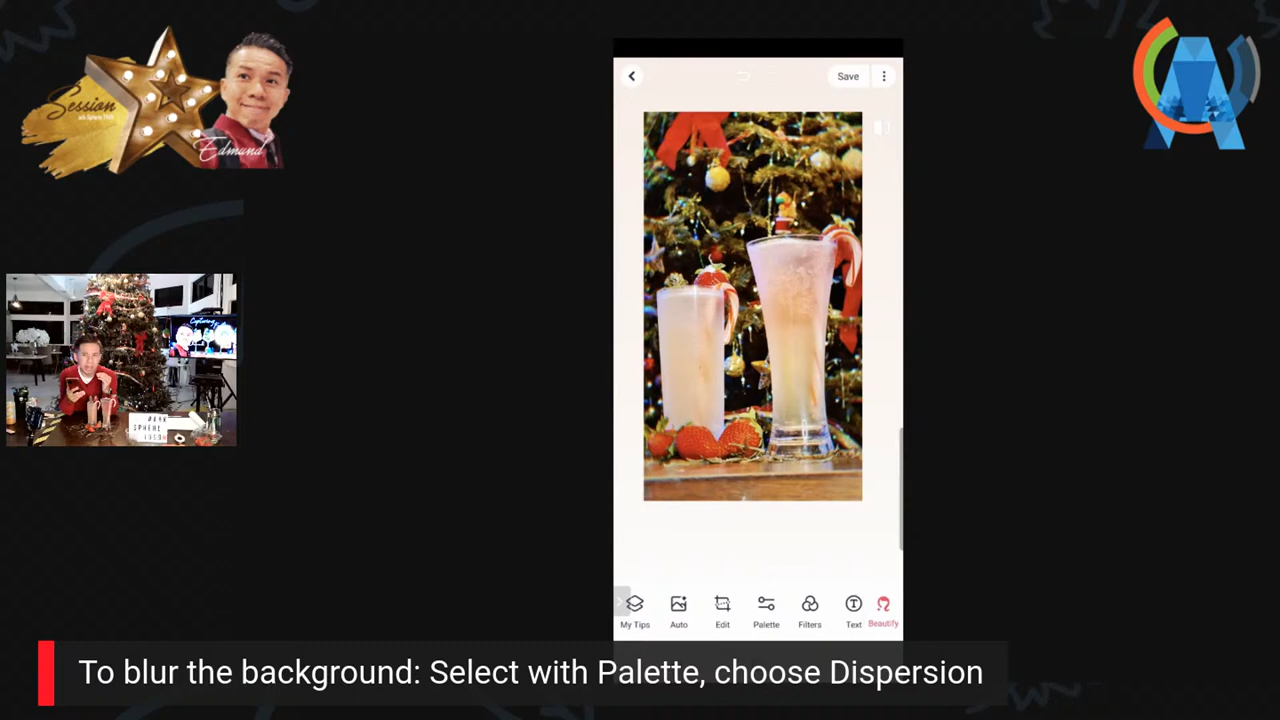 Session
Edmund
Save
My Tips
Auto
Edit
Palette
Filters
Text
Beautify
To blur the background: Select with Palette, choose Dispersion